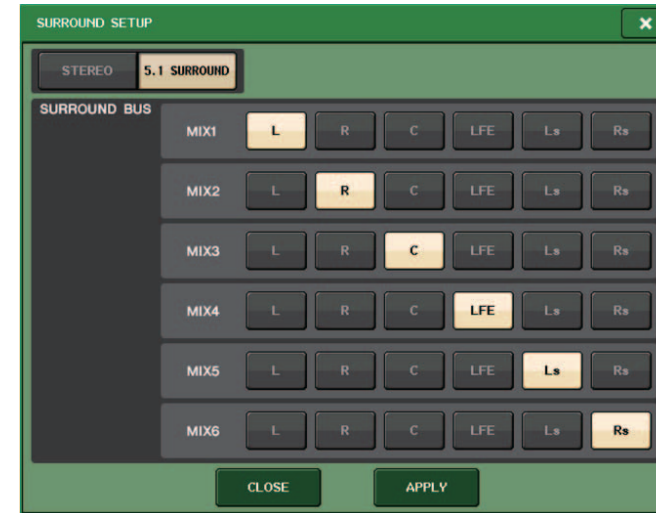 SURROUND SETUP ×
STEREO 5.1 SURROUND
SURROUND BUS
MIX1 L R C LFE Ls Rs
MIX2 L R C LFE Ls Rs
MIX3 L R C LFE Ls Rs
MIX4 L R C LFE Ls Rs
MIX5 L R C LFE Ls Rs
MIX6 L R C LFE Ls Rs
CLOSE APPLY